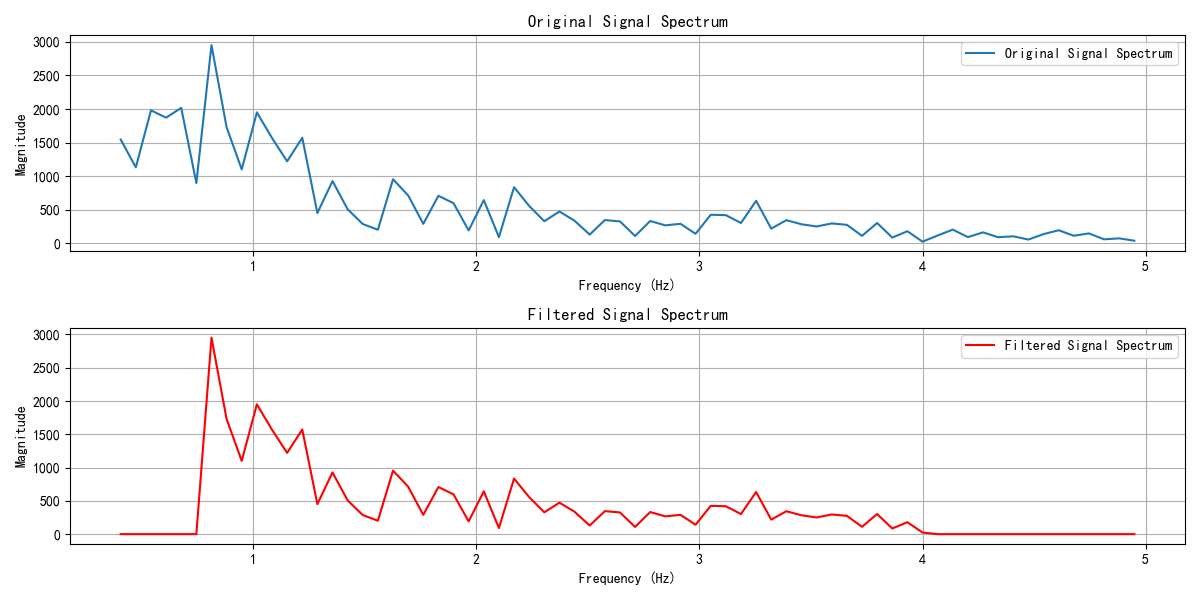 Original Signal Spectrum
Original Signal Spectrum
3000
2500
2000
1500
1000
500
0
Magnitude
1 2 3 4 5
Frequency (Hz)
Filtered Signal Spectrum
Filtered Signal Spectrum
3000
2500
2000
1500
1000
500
0
Magnitude
1 2 3 4 5
Frequency (Hz)